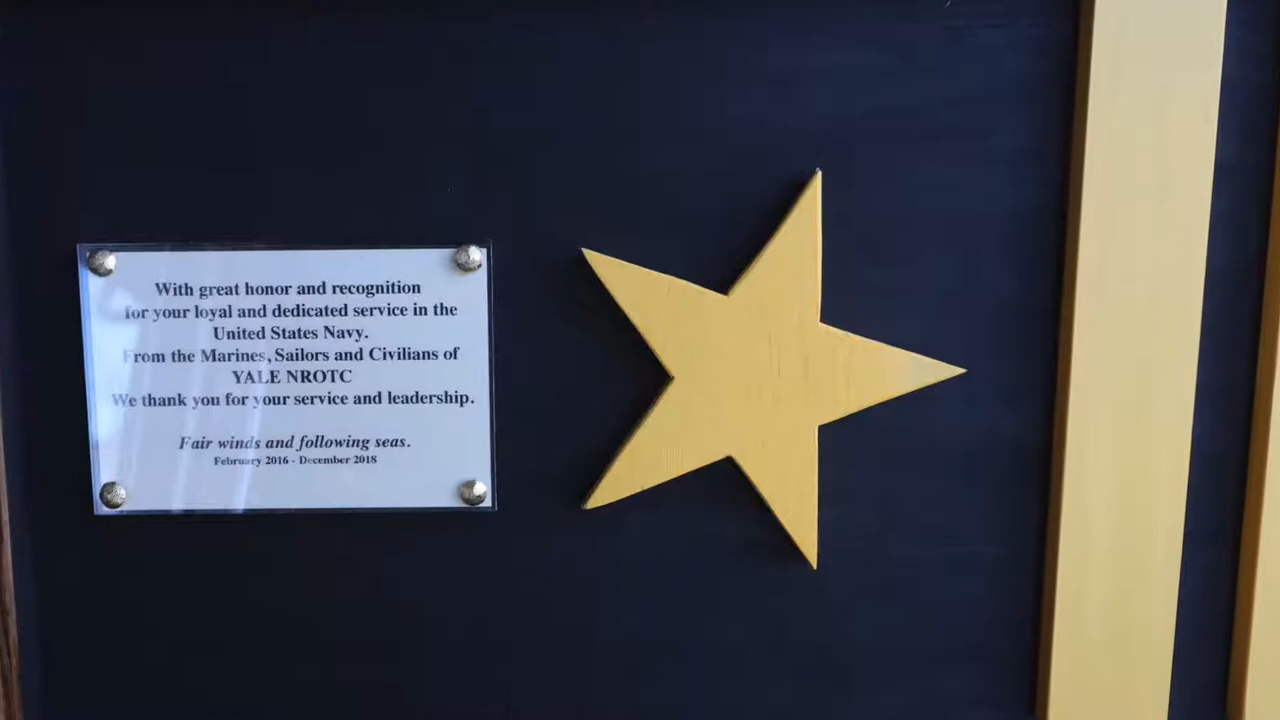 With great honor and recognition
for your loyal and dedicated service in the
United States Navy.
From the Marines, Sailors and Civilians of
YALE NROTC
We thank you for your service and leadership.
Fair winds and following seas.
February 2016 - December 2018